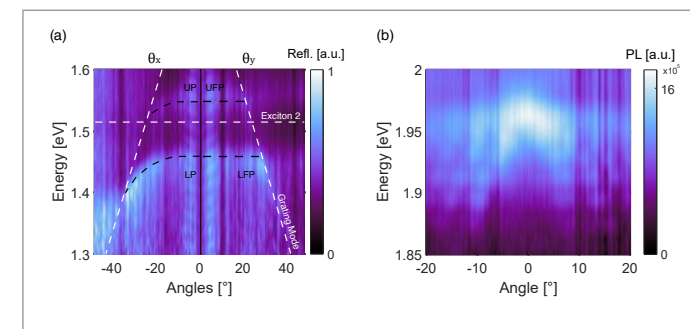 (a)
θx
θy
Refl. [a.u.]
1.6
1.5
1.4
1.3
Energy [eV]
UP
UFP
Exciton 2
LP
LFP
Grating Mode
1
0
-40
-20
0
20
40
Angles [°]
(b)
PL [a.u.]
x10⁵
16
0
2
1.95
1.9
1.85
Energy [eV]
-20
-10
0
10
20
Angle [°]